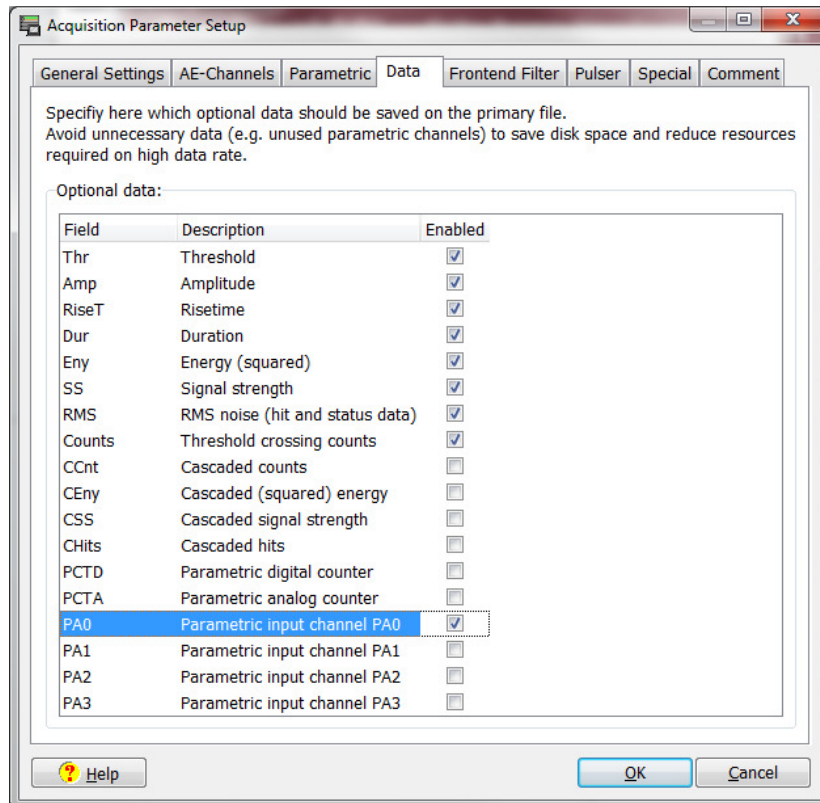 Acquisition Parameter Setup
General Settings AE-Channels Parametric Data Frontend Filter Pulser Special Comment
Specifiy here which optional data should be saved on the primary file.
Avoid unnecessary data (e.g. unused parametric channels) to save disk space and reduce resources
required on high data rate.
Optional data:
Field Description Enabled
Thr Threshold
Amp Amplitude
RiseT Risetime
Dur Duration
Eny Energy (squared)
SS Signal strength
RMS RMS noise (hit and status data)
Counts Threshold crossing counts
CCnt Cascaded counts
CEny Cascaded (squared) energy
CSS Cascaded signal strength
CHits Cascaded hits
PCTD Parametric digital counter
PCTA Parametric analog counter
PA0 Parametric input channel PA0
PA1 Parametric input channel PA1
PA2 Parametric input channel PA2
PA3 Parametric input channel PA3
? Help OK Cancel